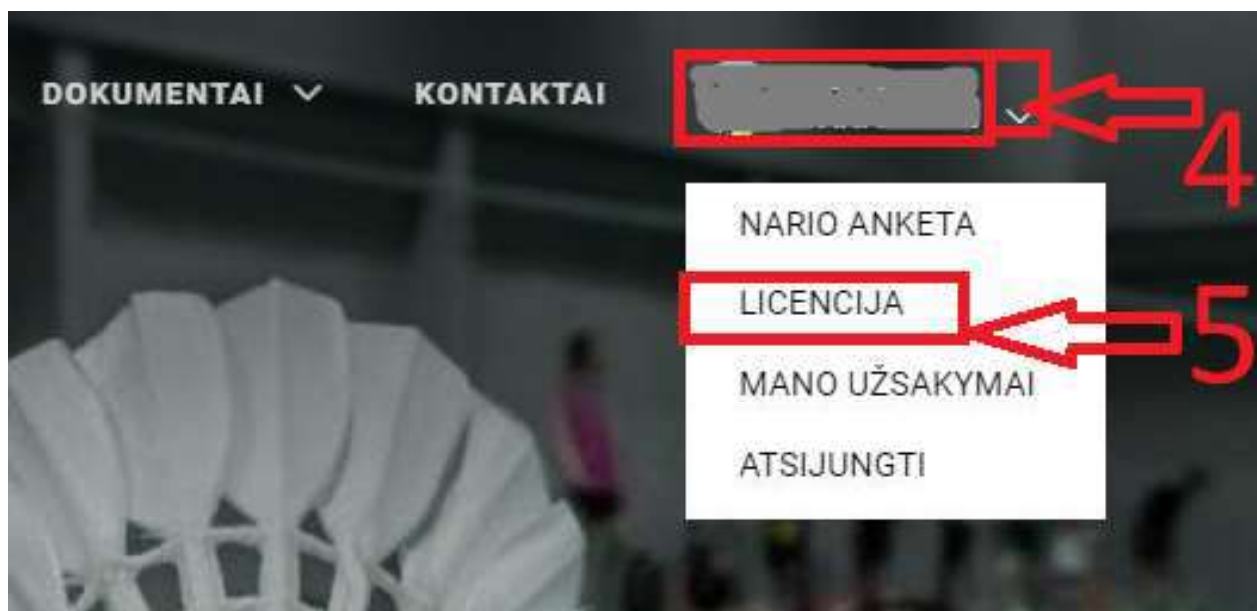 DOKUMENTAI KONTAKTAI
4
NARIO ANKETA
LICENCIJA
5
MANO UŽSAKYMAI
ATSIJUNGTI